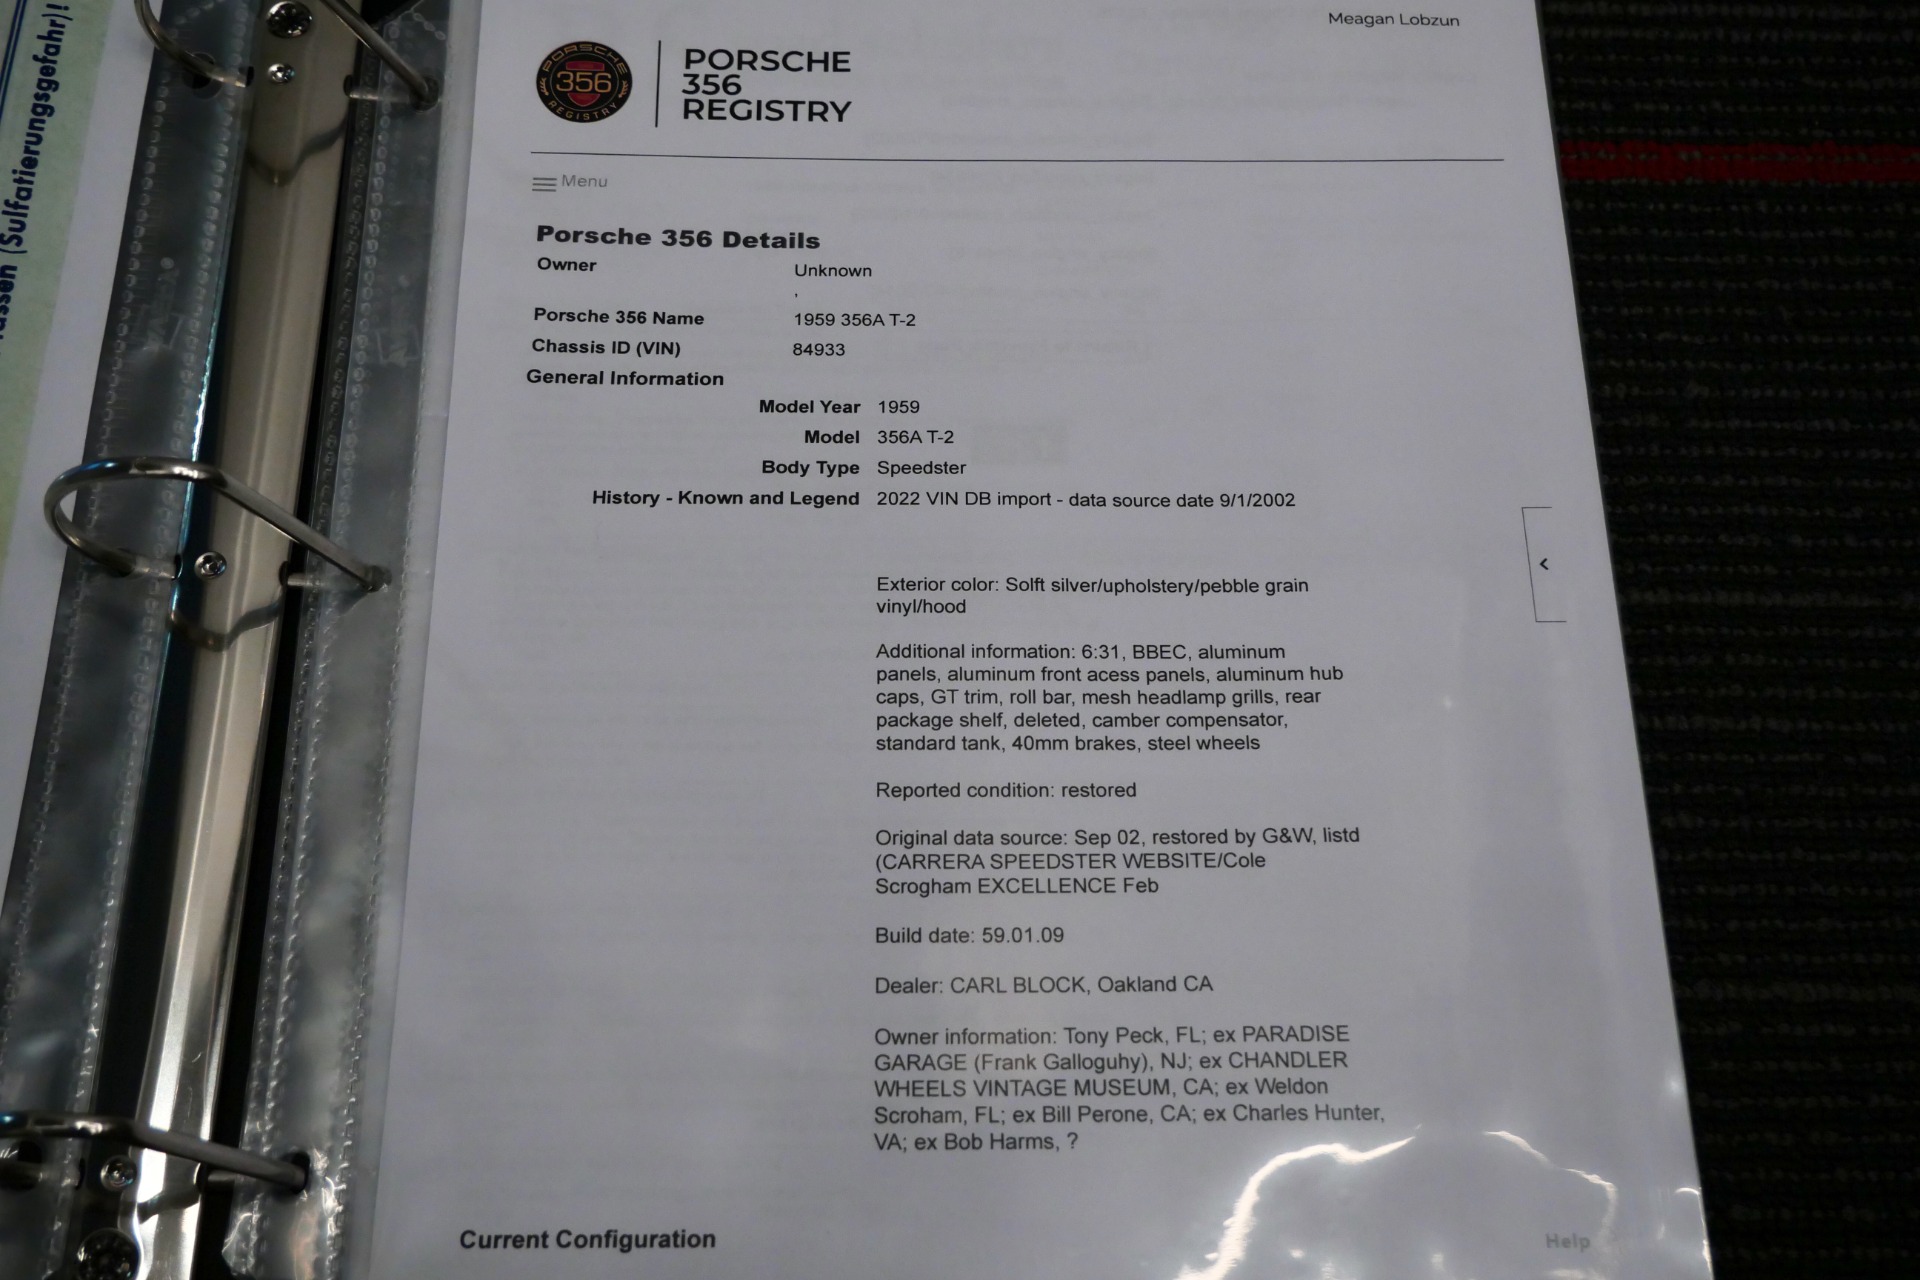 Meagan Lobzun
PORSCHE
356
REGISTRY
PORSCHE
356
REGISTRY
Menu
Porsche 356 Details
Owner Unknown
,
Porsche 356 Name 1959 356A T-2
Chassis ID (VIN) 84933
General Information
Model Year 1959
Model 356A T-2
Body Type Speedster
History - Known and Legend 2022 VIN DB import - data source date 9/1/2002
Exterior color: Solft silver/upholstery/pebble grain
vinyl/hood
Additional information: 6:31, BBEC, aluminum
panels, aluminum front acess panels, aluminum hub
caps, GT trim, roll bar, mesh headlamp grills, rear
package shelf, deleted, camber compensator,
standard tank, 40mm brakes, steel wheels
Reported condition: restored
Original data source: Sep 02, restored by G&W, listd
(CARRERA SPEEDSTER WEBSITE/Cole
Scrogham EXCELLENCE Feb
Build date: 59.01.09
Dealer: CARL BLOCK, Oakland CA
Owner information: Tony Peck, FL; ex PARADISE
GARAGE (Frank Galloguhy), NJ; ex CHANDLER
WHEELS VINTAGE MUSEUM, CA; ex Weldon
Scroham, FL; ex Bill Perone, CA; ex Charles Hunter,
VA; ex Bob Harms, ?
Current Configuration
Help
(Sulfatierungsgefahr)!